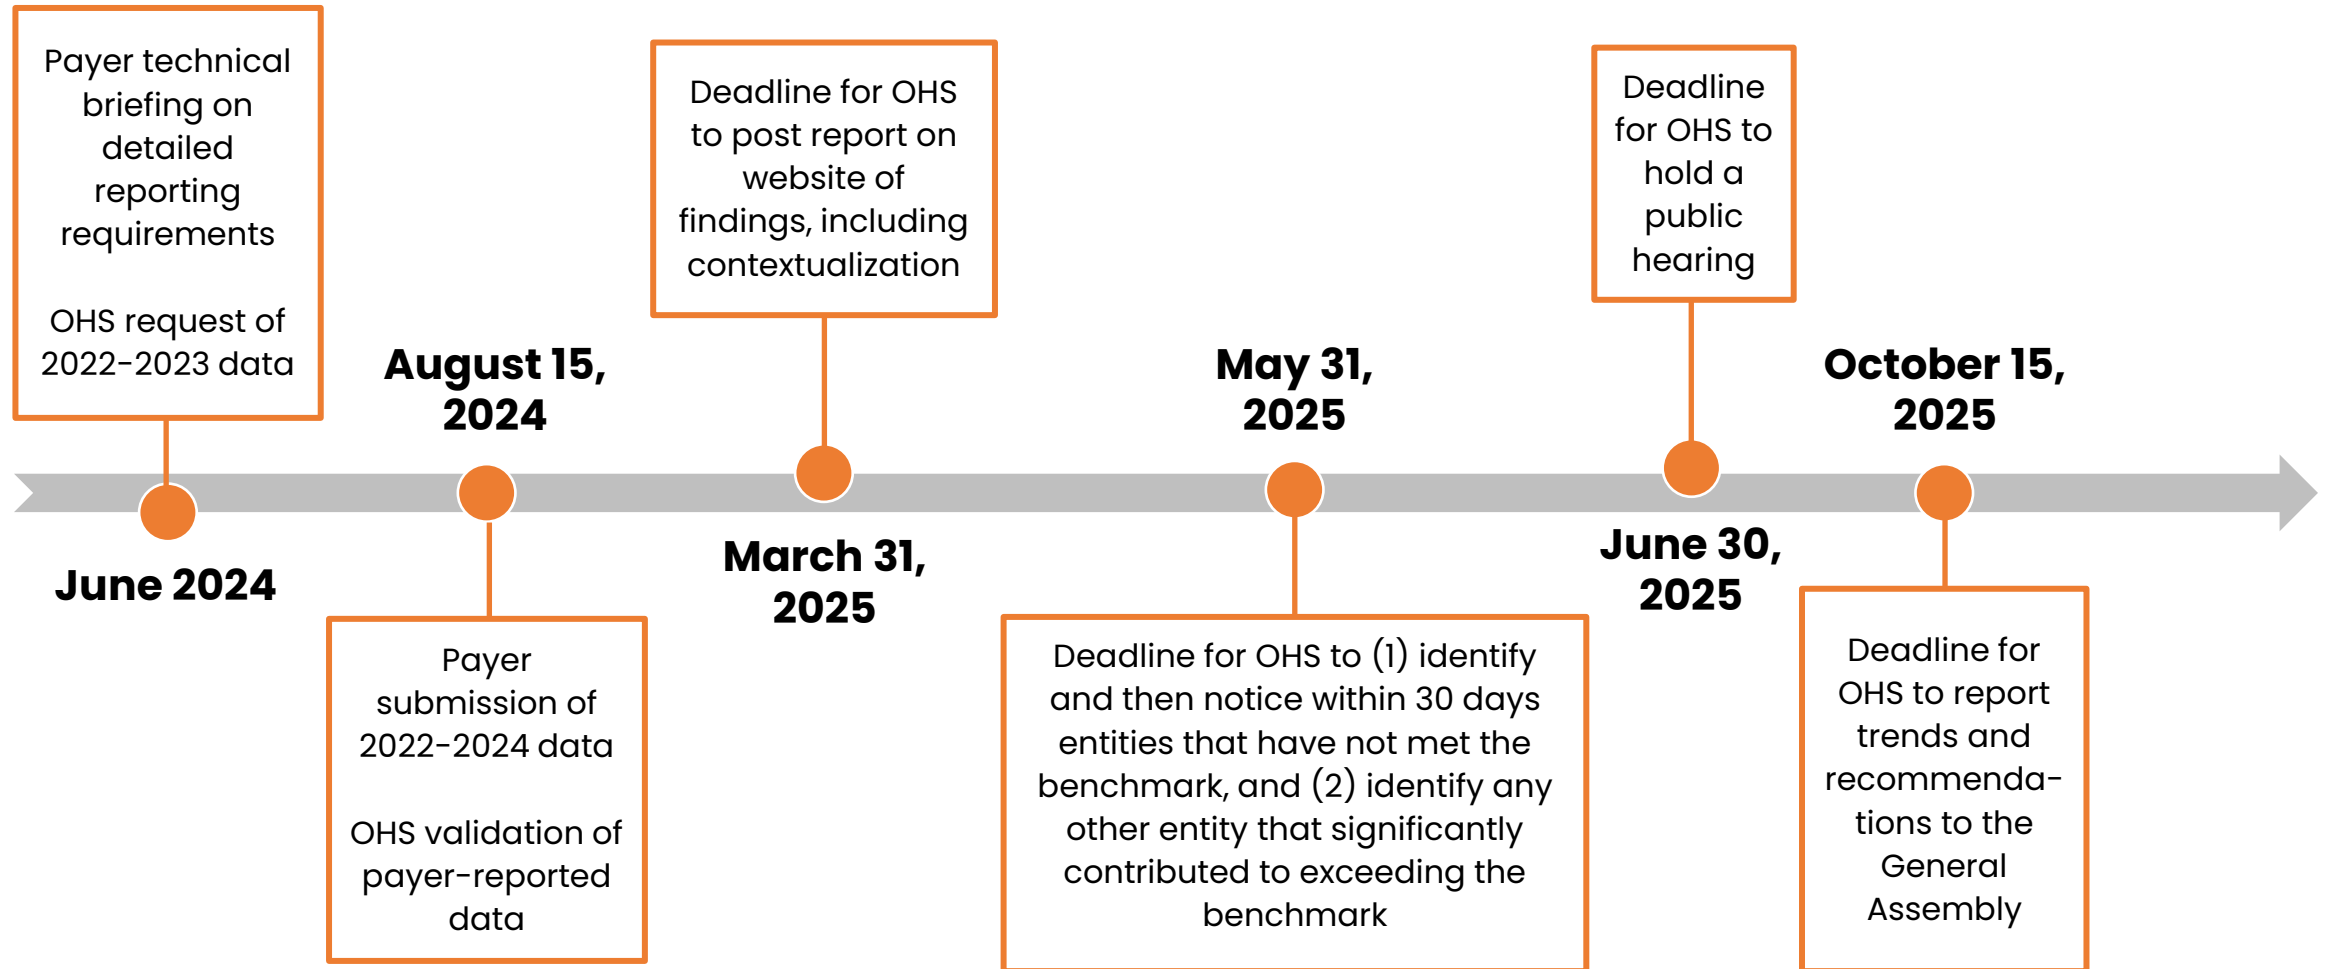 Payer technical
briefing on
detailed
reporting
requirements
OHS request of
2022-2023 data
June 2024
August 15,
2024
Payer
submission of
2022-2024 data
OHS validation of
payer-reported
data
Deadline for OHS
to post report on
website of
findings, including
contextualization
March 31,
2025
May 31,
2025
Deadline for OHS to (1) identify
and then notice within 30 days
entities that have not met the
benchmark, and (2) identify any
other entity that significantly
contributed to exceeding the
benchmark
Deadline
for OHS to
hold a
public
hearing
June 30,
2025
October 15,
2025
Deadline for
OHS to report
trends and
recommenda-
tions to the
General
Assembly